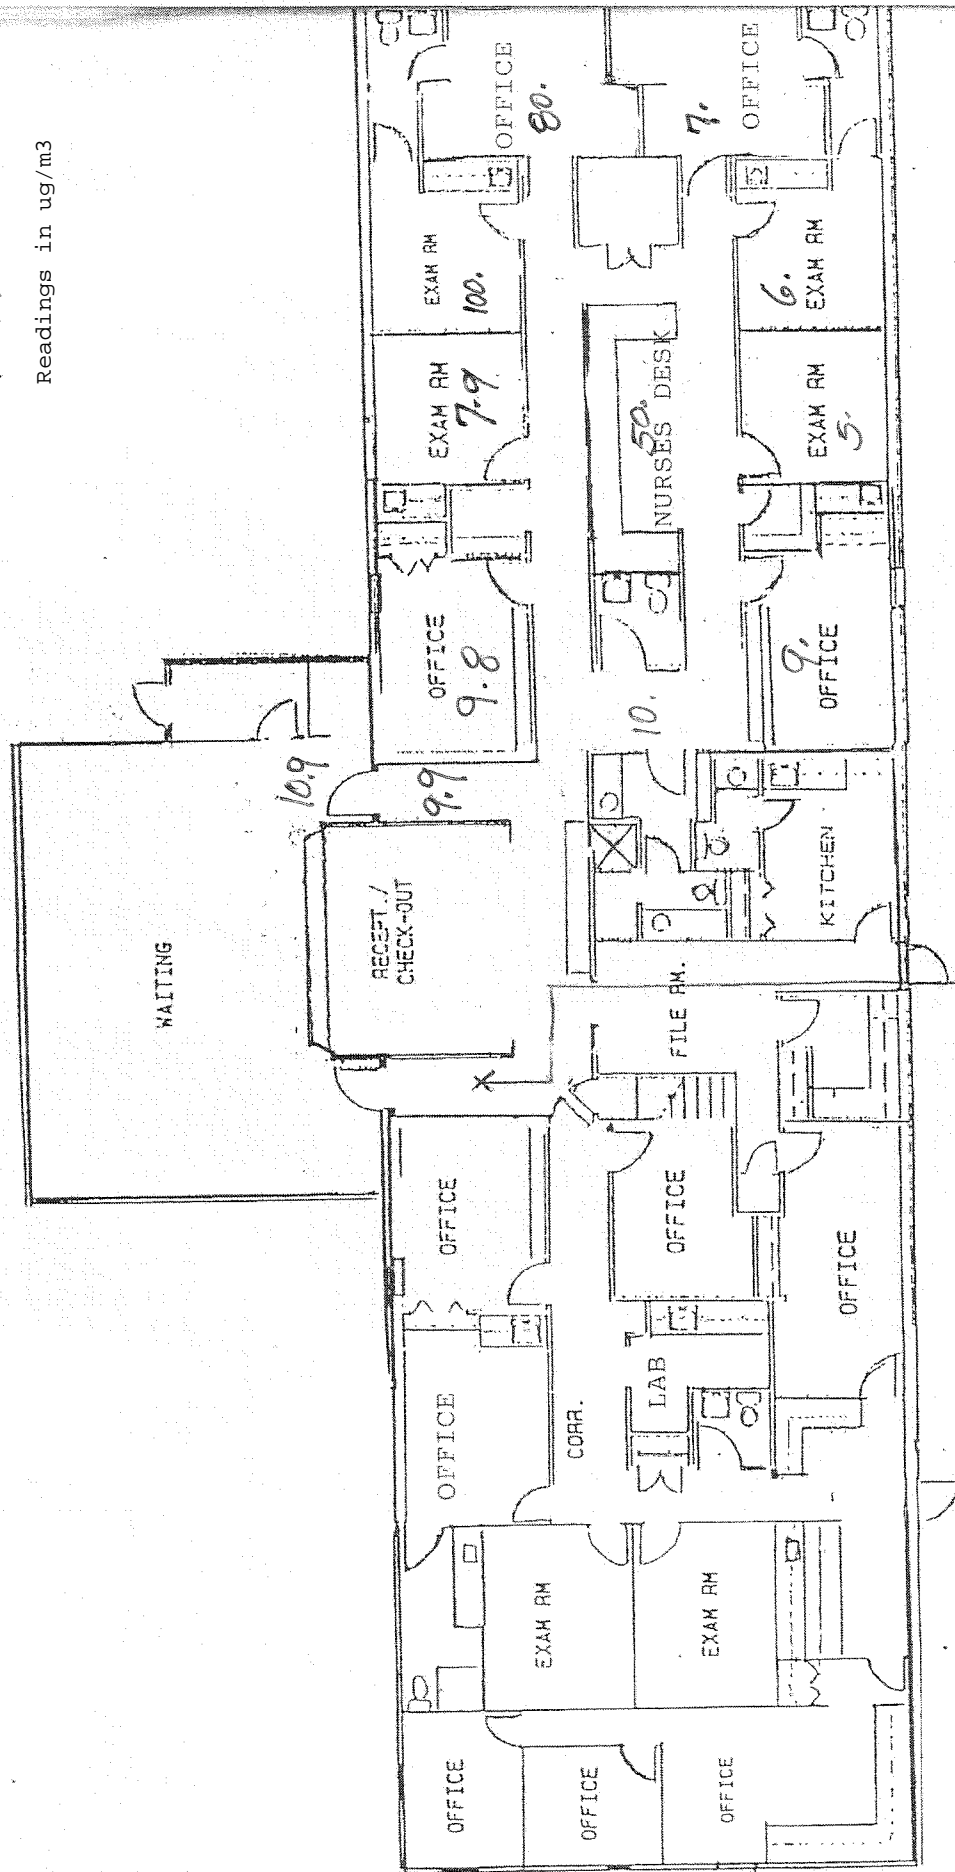 Readings in ug/m3
OFFICE
80.
OFFICE
7.
EXAM RM
100.
EXAM RM
6.
EXAM RM
7.9
NURSES DESK
50.
EXAM RM
5.
OFFICE
9.8
10.
OFFICE
9.
10.9
9.9
WAITING
RECEPT./
CHECK-OUT
KITCHEN
FILE RM.
X
OFFICE
OFFICE
OFFICE
OFFICE
CORR.
LAB
EXAM RM
EXAM RM
OFFICE
OFFICE
OFFICE